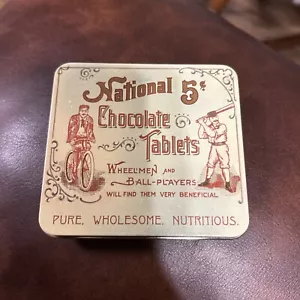 National 5¢
Chocolate
Tablets
WHEELMEN AND
BALL-PLAYERS
WILL FIND THEM VERY BENEFICIAL
PURE, WHOLESOME, NUTRITIOUS.